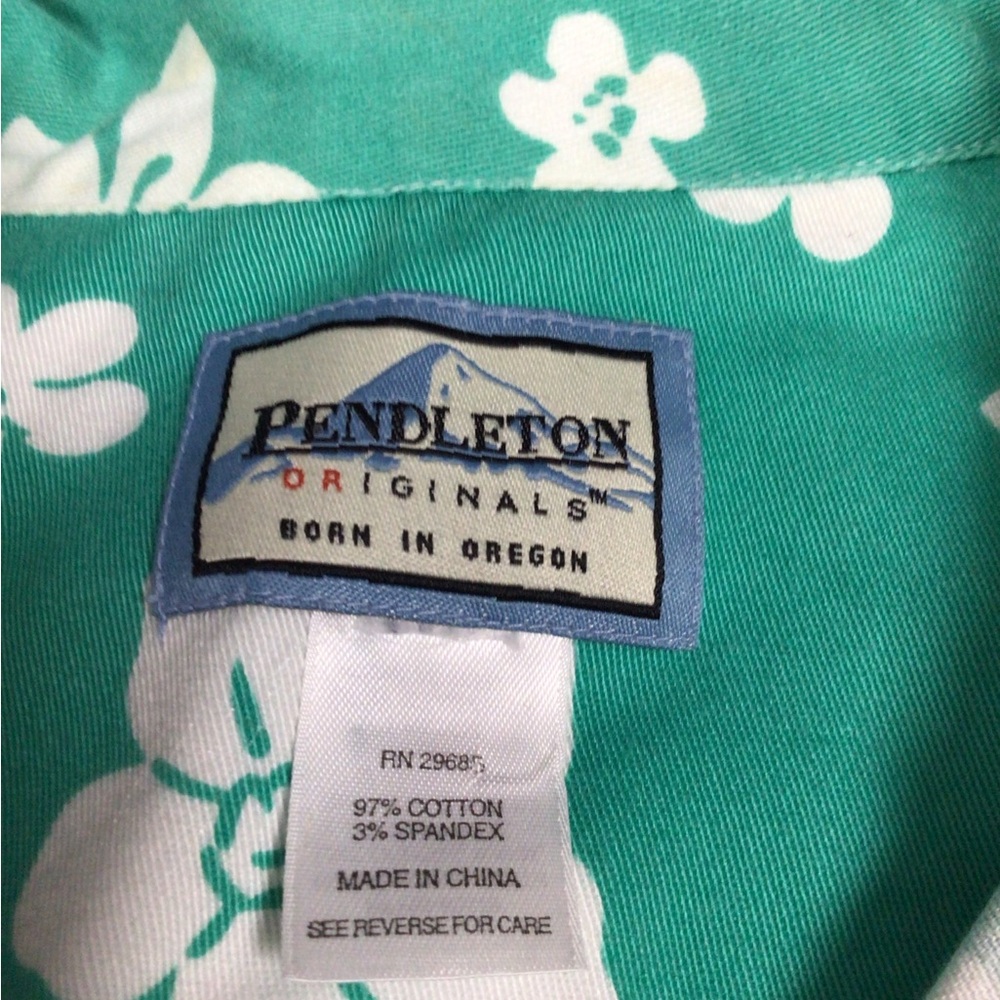 PENDLETON
ORIGINALS™
BORN IN OREGON
RN 29685
97% COTTON
3% SPANDEX
MADE IN CHINA
SEE REVERSE FOR CARE